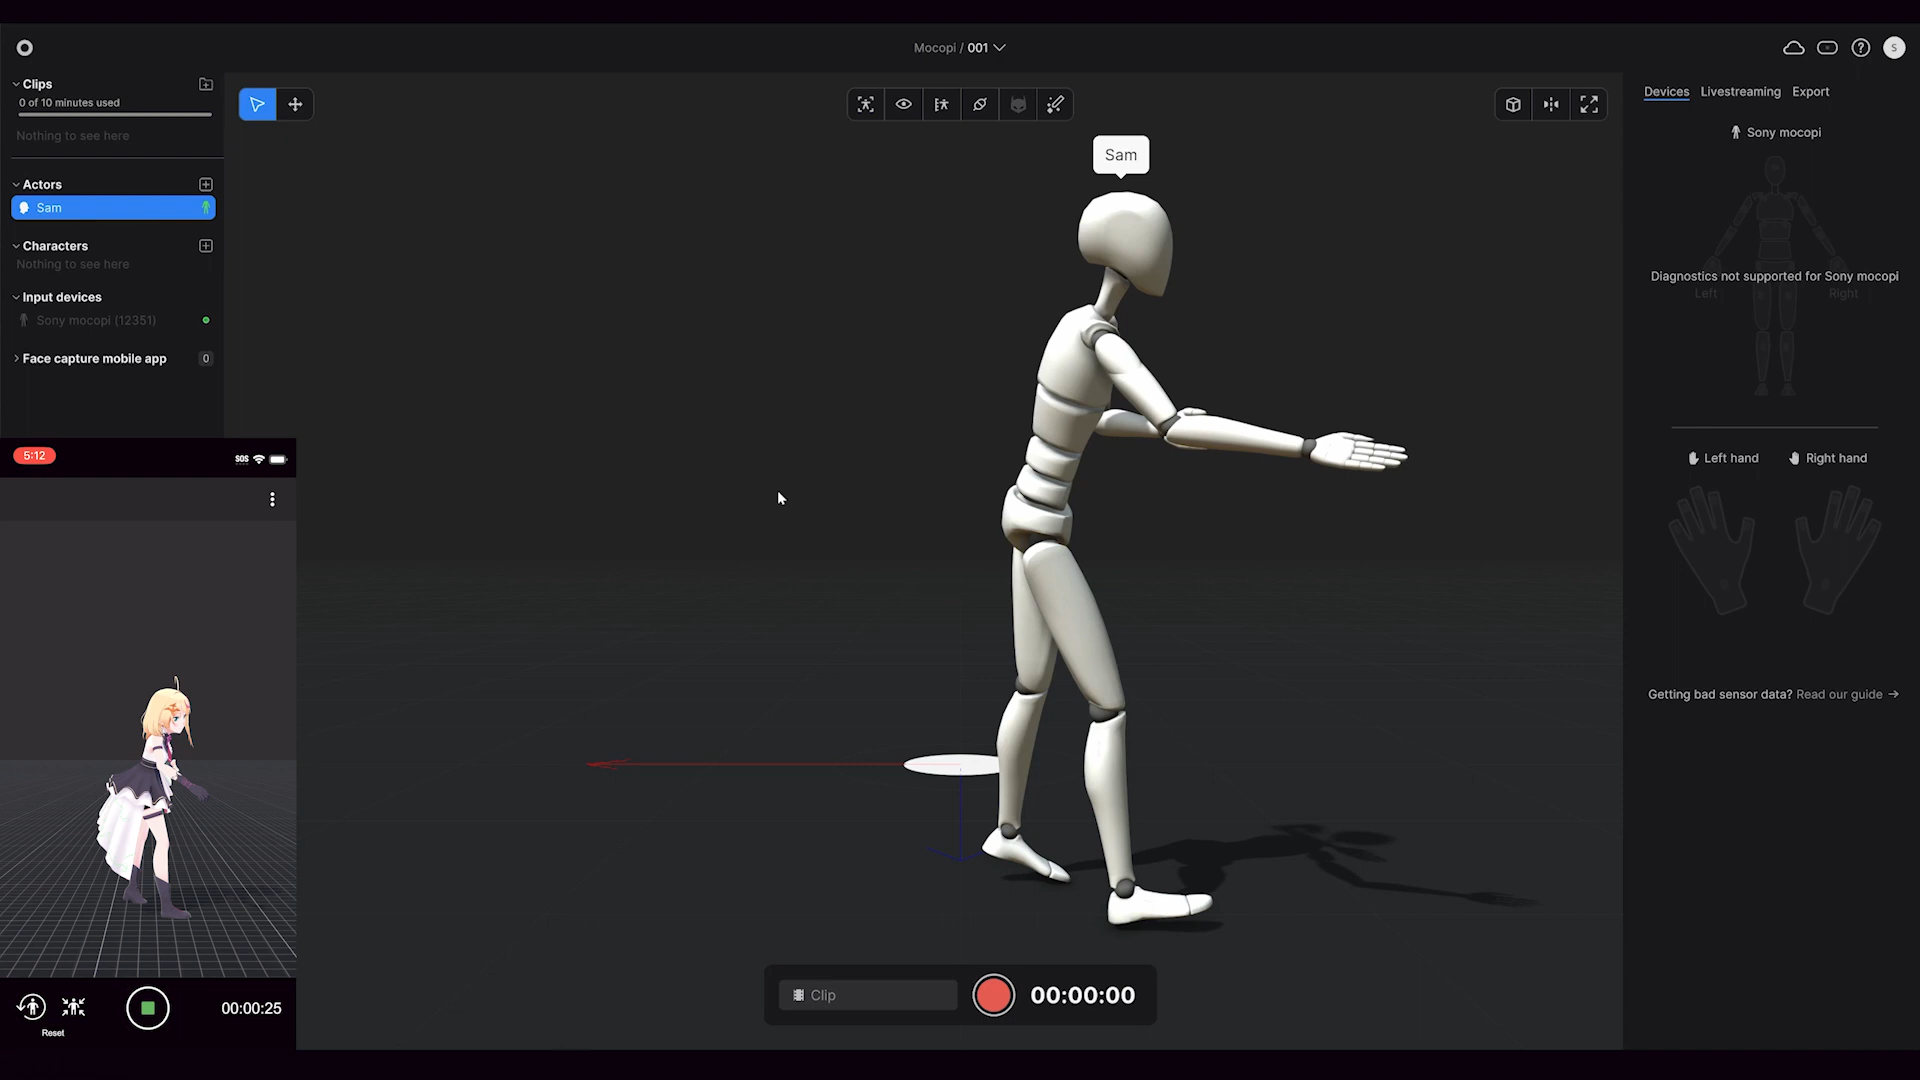 Mocopi / 001
S
Clips
0 of 10 minutes used
Nothing to see here
Actors
Sam
Characters
Nothing to see here
Input devices
Sony mocopi (12351)
Face capture mobile app
0
Sam
Devices
Livestreaming
Export
Sony mocopi
Diagnostics not supported for Sony mocopi
Left
Right
Left hand
Right hand
Getting bad sensor data? Read our guide →
5:12
SOS
Reset
00:00:25
Clip
00:00:00